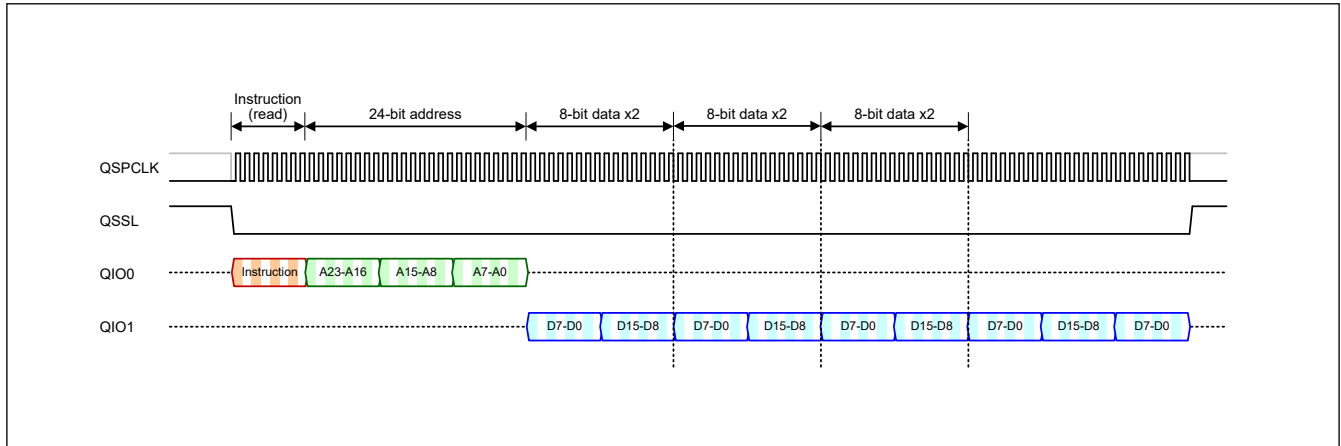 Instruction
(read)
24-bit address
8-bit data x2
8-bit data x2
8-bit data x2
QSPCLK
QSSL
QIO0
Instruction
A23-A16
A15-A8
A7-A0
QIO1
D7-D0
D15-D8
D7-D0
D15-D8
D7-D0
D15-D8
D7-D0
D15-D8
D7-D0